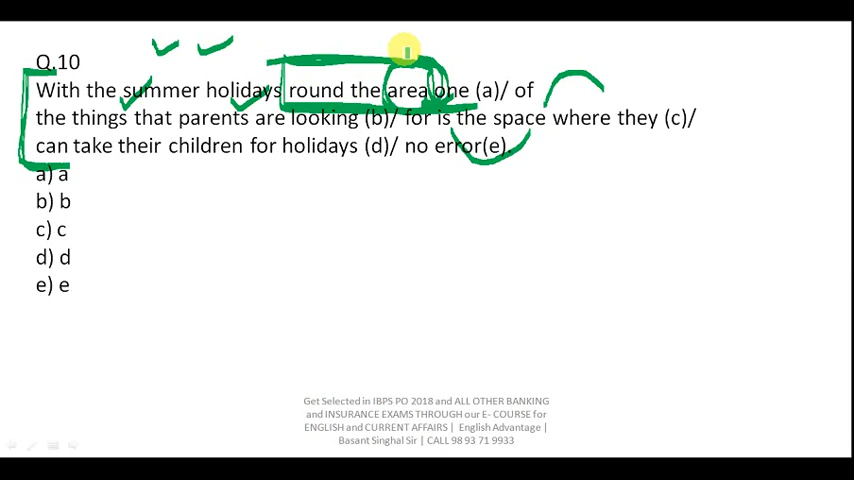 Q.10
With the summer holidays round the area one (a)/ of
the things that parents are looking (b)/ for is the space where they (c)/
can take their children for holidays (d)/ no error(e).
a) a
b) b
c) c
d) d
e) e
Get Selected in IBPS PO 2018 and ALL OTHER BANKING
and INSURANCE EXAMS THROUGH our E- COURSE for
ENGLISH and CURRENT AFFAIRS | English Advantage |
Basant Singhal Sir | CALL 98 93 71 9933